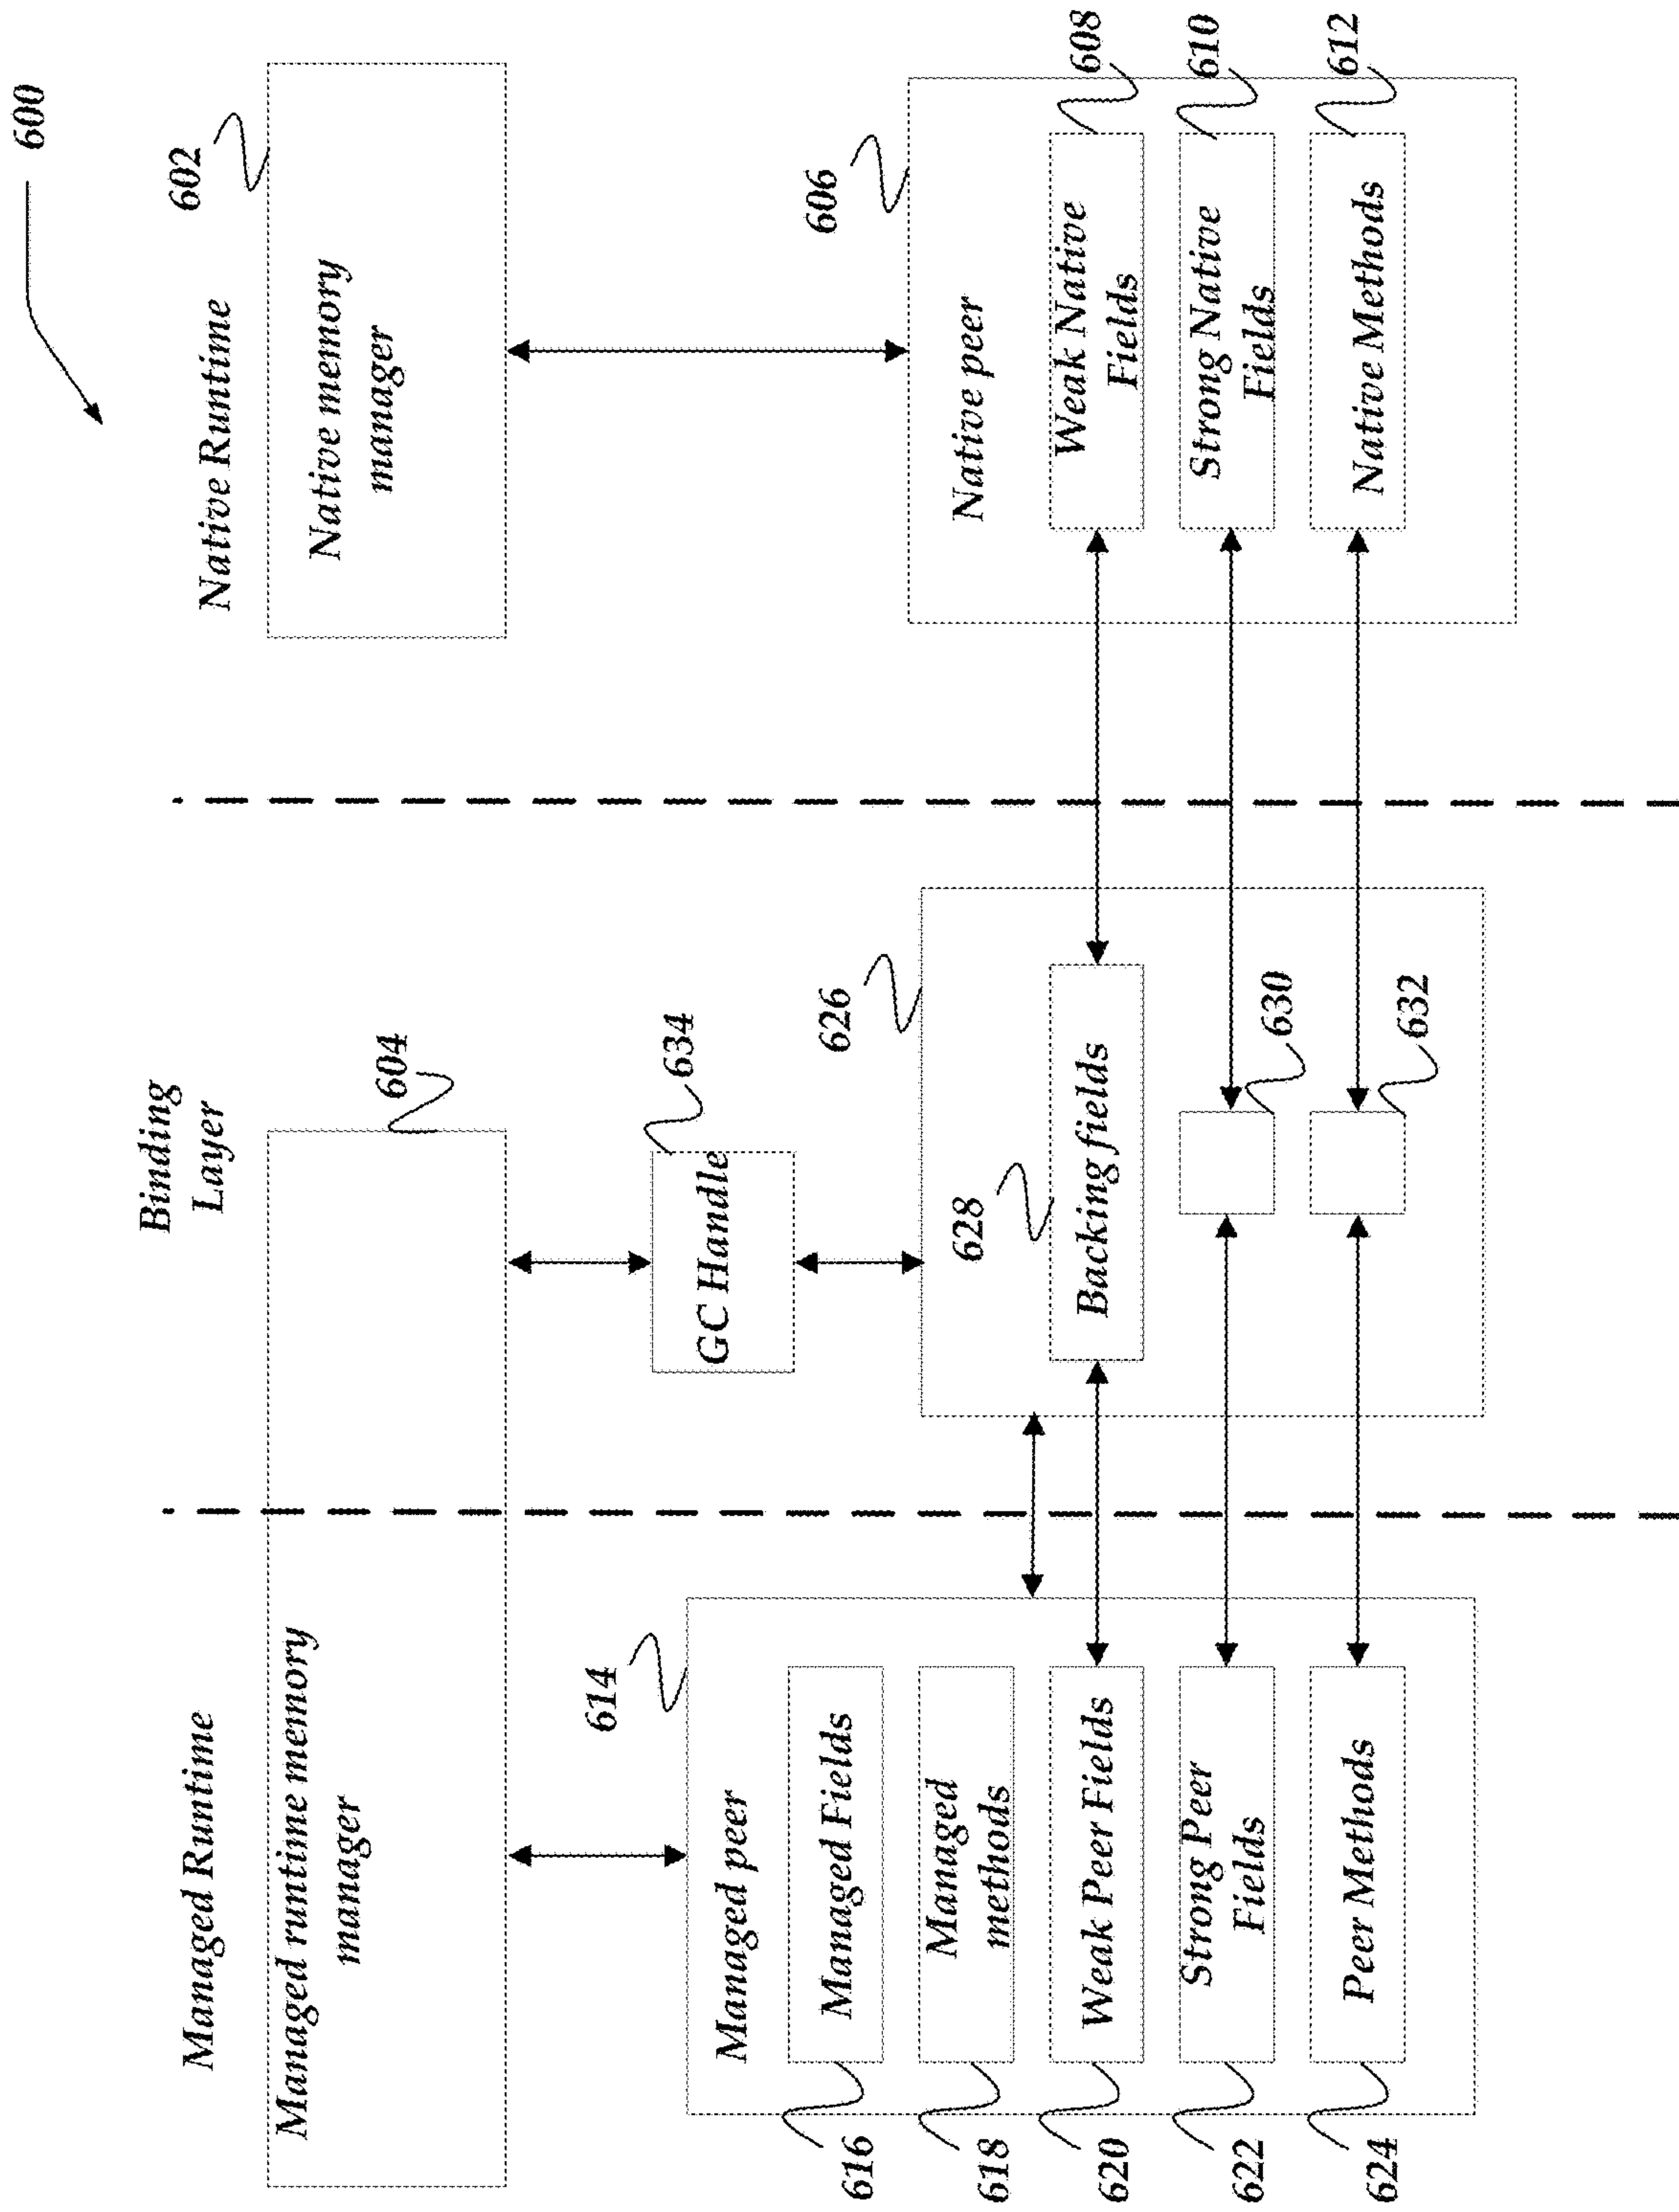 600
Managed Runtime
Binding
Layer
Native Runtime
602
604
Managed runtime memory
manager
Native memory
manager
634
GC Handle
614
626
606
Managed peer
Native peer
616
Managed Fields
618
Managed
methods
620
Weak Peer Fields
628
Backing fields
Weak Native
Fields
608
622
Strong Peer
Fields
630
Strong Native
Fields
610
624
Peer Methods
632
Native Methods
612